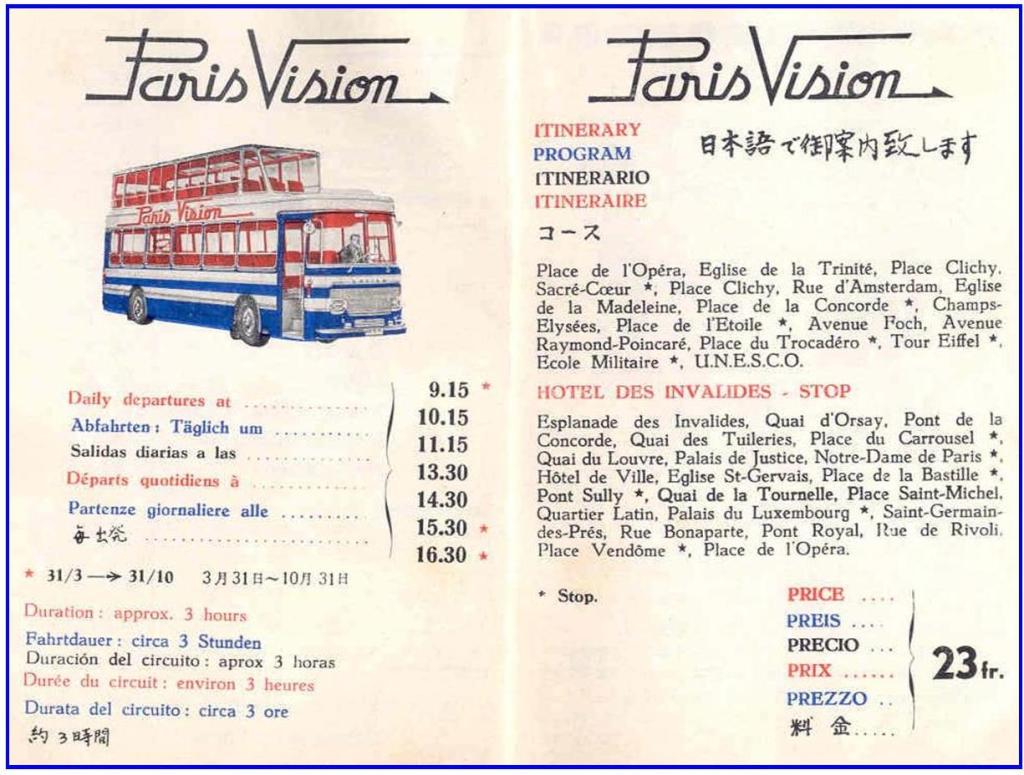 Paris Vision
Paris Vision
Daily departures at ..................
Abfahrten: Täglich um ..............
Salidas diarias a las ..................
Départs quotidiens à ................
Partenze giornaliere alle .............
毎出発 ...............................
9.15 *
10.15
11.15
13.30
14.30
15.30 *
16.30 *
* 31/3 → 31/10 3月31日~10月31日
Duration: approx. 3 hours
Fahrtdauer: circa 3 Stunden
Duración del circuito: aprox 3 horas
Durée du circuit: environ 3 heures
Durata del circuito: circa 3 ore
約3時間
Paris Vision
ITINERARY
PROGRAM
ITINERARIO
ITINERAIRE
コース
日本語で御案内致します
Place de l'Opéra, Eglise de la Trinité, Place Clichy,
Sacré-Cœur *, Place Clichy, Rue d'Amsterdam, Eglise
de la Madeleine, Place de la Concorde *, Champs-
Elysées, Place de l'Etoile *, Avenue Foch, Avenue
Raymond-Poincaré, Place du Trocadéro *, Tour Eiffel *,
Ecole Militaire *, U.N.E.S.C.O.
HOTEL DES INVALIDES - STOP
Esplanade des Invalides, Quai d'Orsay, Pont de la
Concorde, Quai des Tuileries, Place du Carrousel *,
Quai du Louvre, Palais de Justice, Notre-Dame de Paris *,
Hôtel de Ville, Eglise St-Gervais, Place de la Bastille *,
Pont Sully *, Quai de la Tournelle, Place Saint-Michel,
Quartier Latin, Palais du Luxembourg *, Saint-Germain-
des-Prés, Rue Bonaparte, Pont Royal, Rue de Rivoli,
Place Vendôme *, Place de l'Opéra.
* Stop.
PRICE ....
PREIS ....
PRECIO ...
PRIX ......
PREZZO ..
料金.....
23 fr.